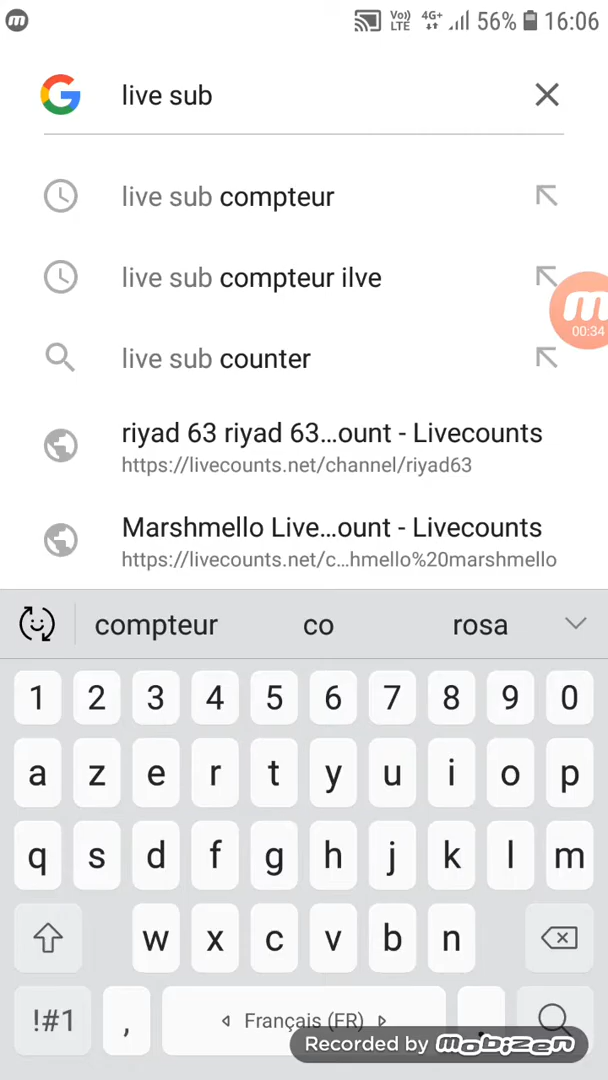 Vo)) LTE 4G+ 56% 16:06
live sub
live sub compteur
live sub compteur ilve
00:34
live sub counter
riyad 63 riyad 63...ount - Livecounts
https://livecounts.net/channel/riyad63
Marshmello Live...ount - Livecounts
https://livecounts.net/c...hmello%20marshmello
compteur co rosa
1 2 3 4 5 6 7 8 9 0
a z e r t y u i o p
q s d f g h j k l m
w x c v b n
!#1 , Français (FR) .
Recorded by mobizen